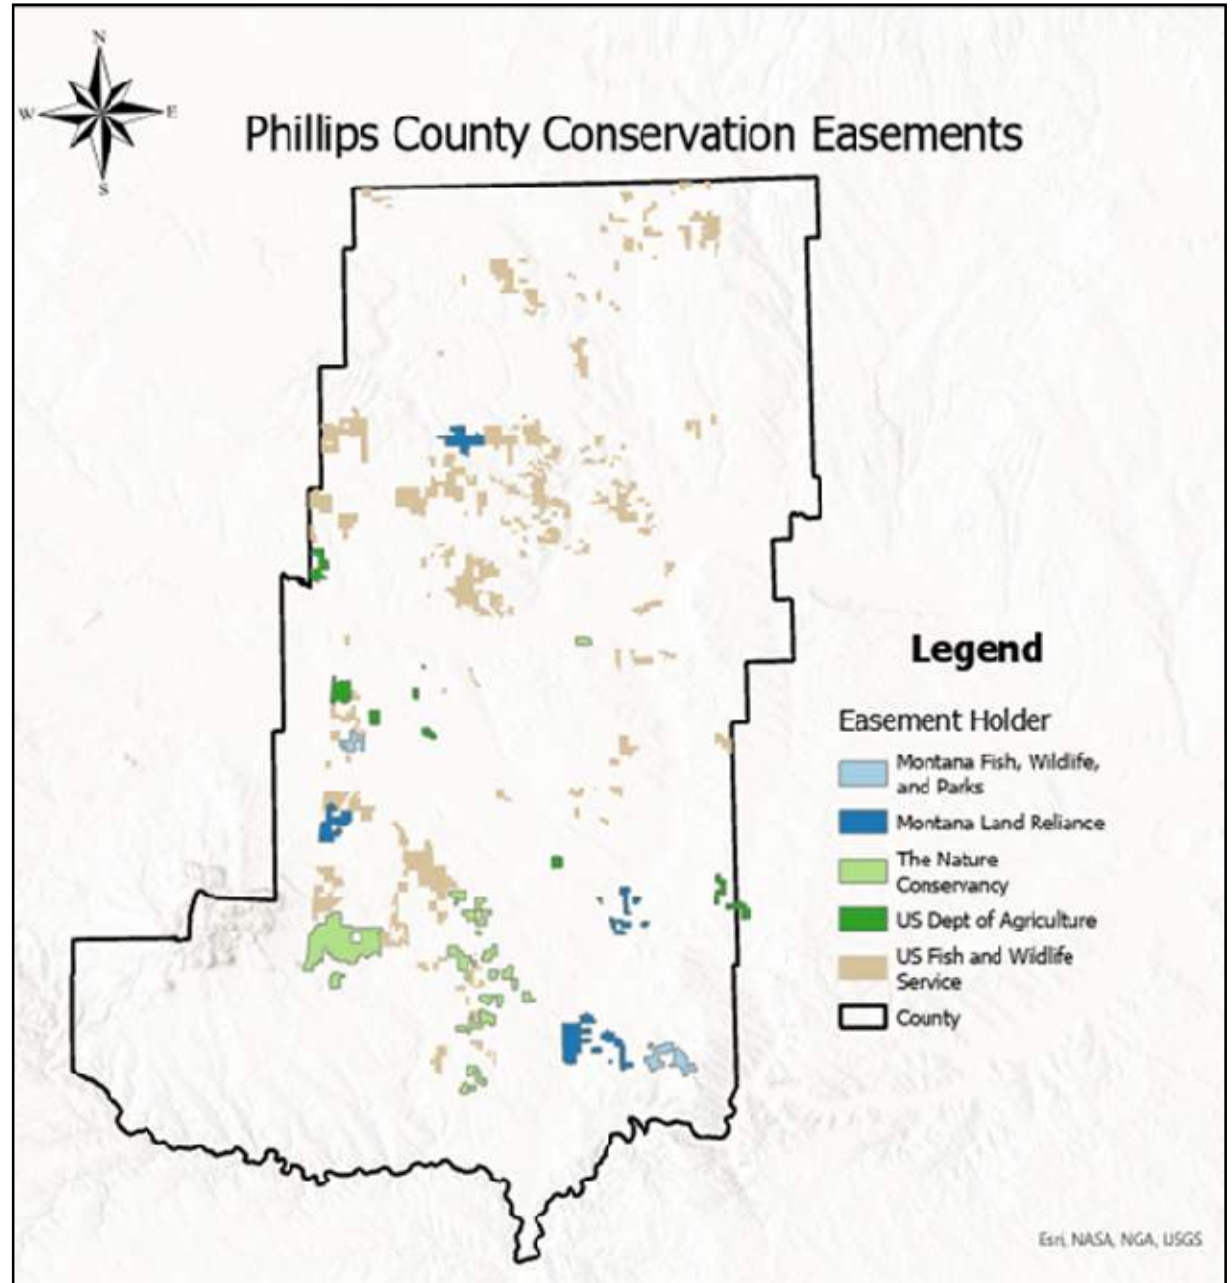 N
W E
S
Phillips County Conservation Easements
Legend
Easement Holder
Montana Fish, Wildlife,
and Parks
Montana Land Reliance
The Nature
Conservancy
US Dept of Agriculture
US Fish and Wildlife
Service
County
Esri, NASA, NGA, USGS